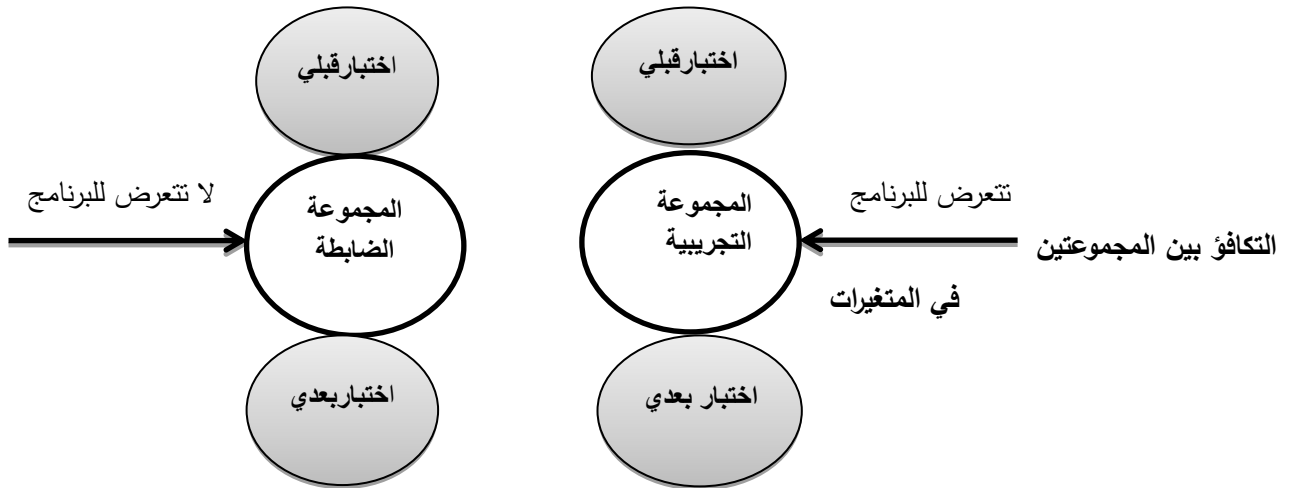 اختبارقبلي
اختبارقبلي
تتعرض للبرنامج
المجموعة
التجريبية
المجموعة
الضابطة
لا تتعرض للبرنامج
التكافؤ بين المجموعتين
في المتغيرات
اختبار بعدي
اختباربعدي